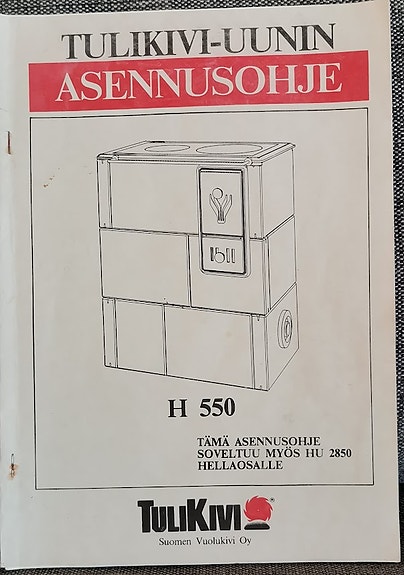 TULIKIVI-UUNIN
ASENNUSOHJE
H 550
TÄMÄ ASENNUSOHJE
SOVELTUU MYÖS HU 2850
HELLAOSALLE
TULIKIVI
Suomen Vuolukivi Oy